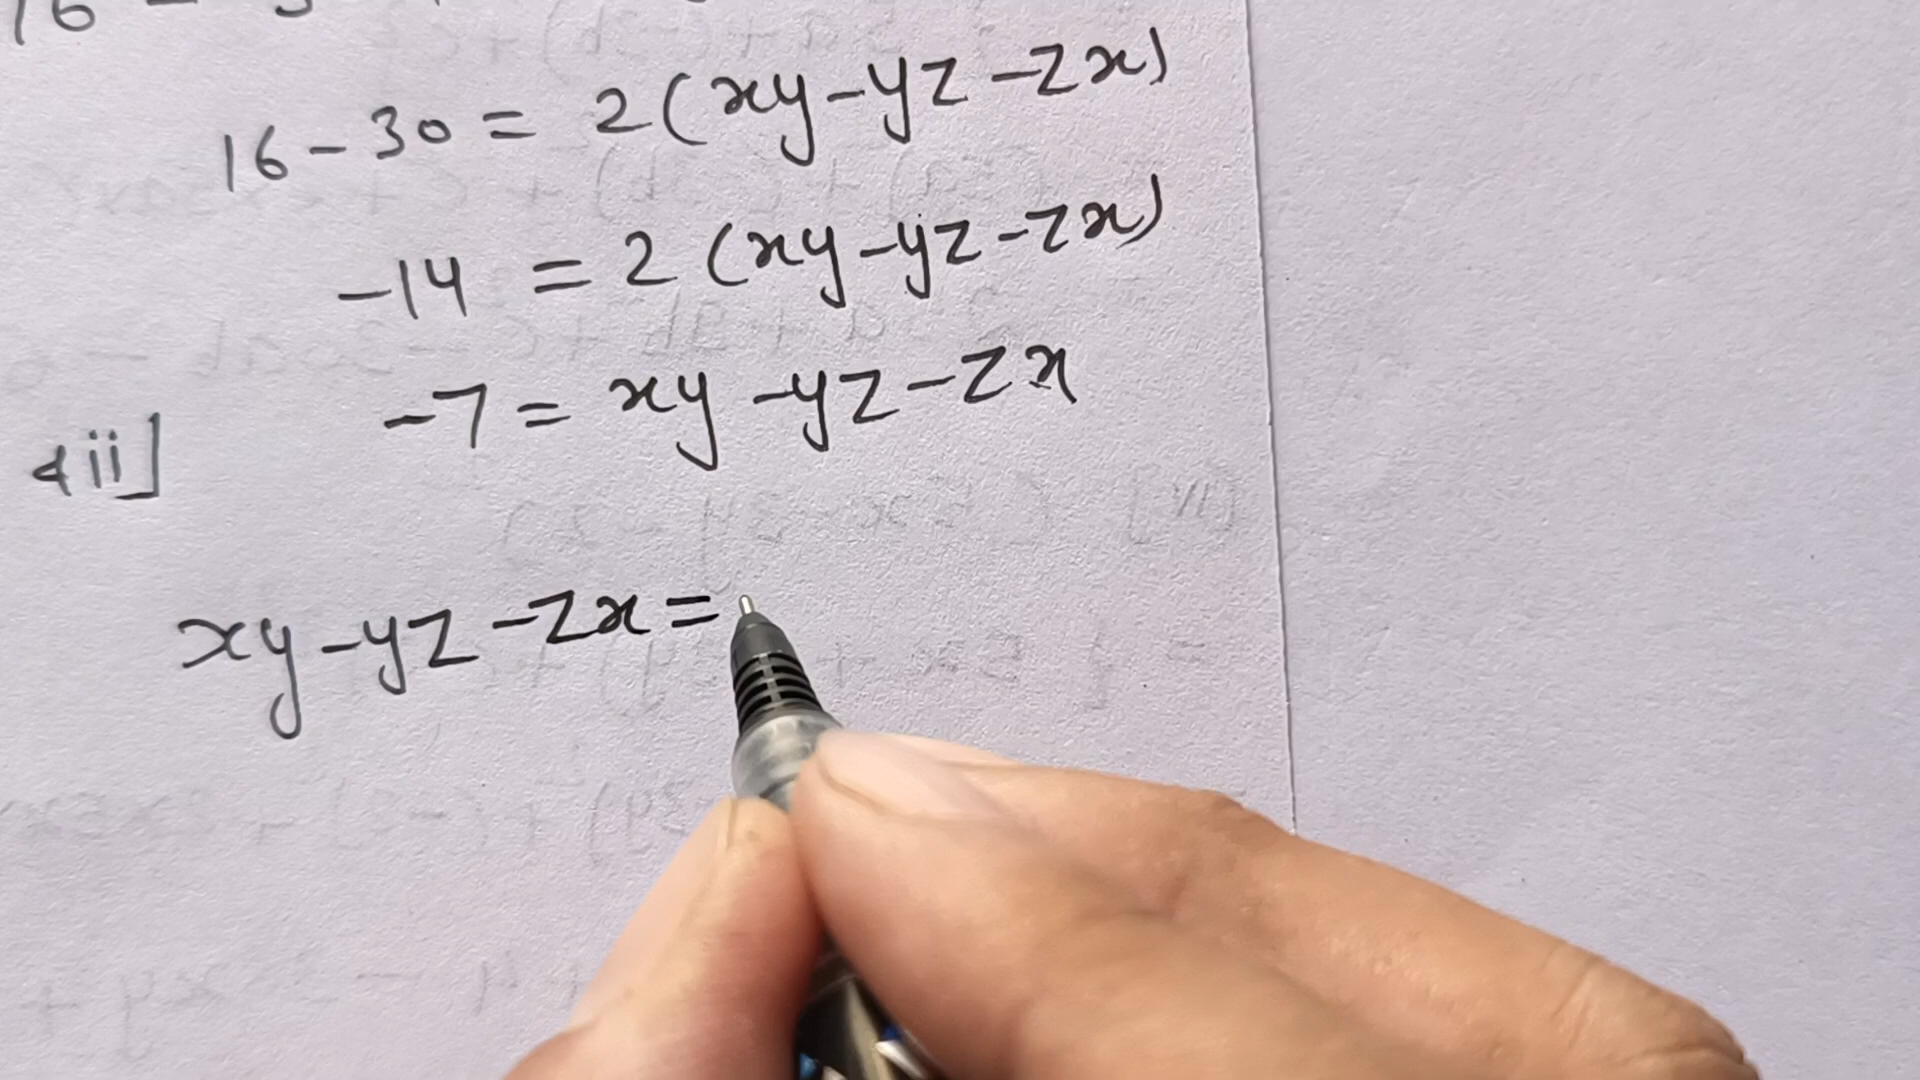 16 -
16 - 30 = 2(xy - yz - zx)
-14 = 2(xy - yz - zx)
-7 = xy - yz - zx
ii]
xy - yz - zx =